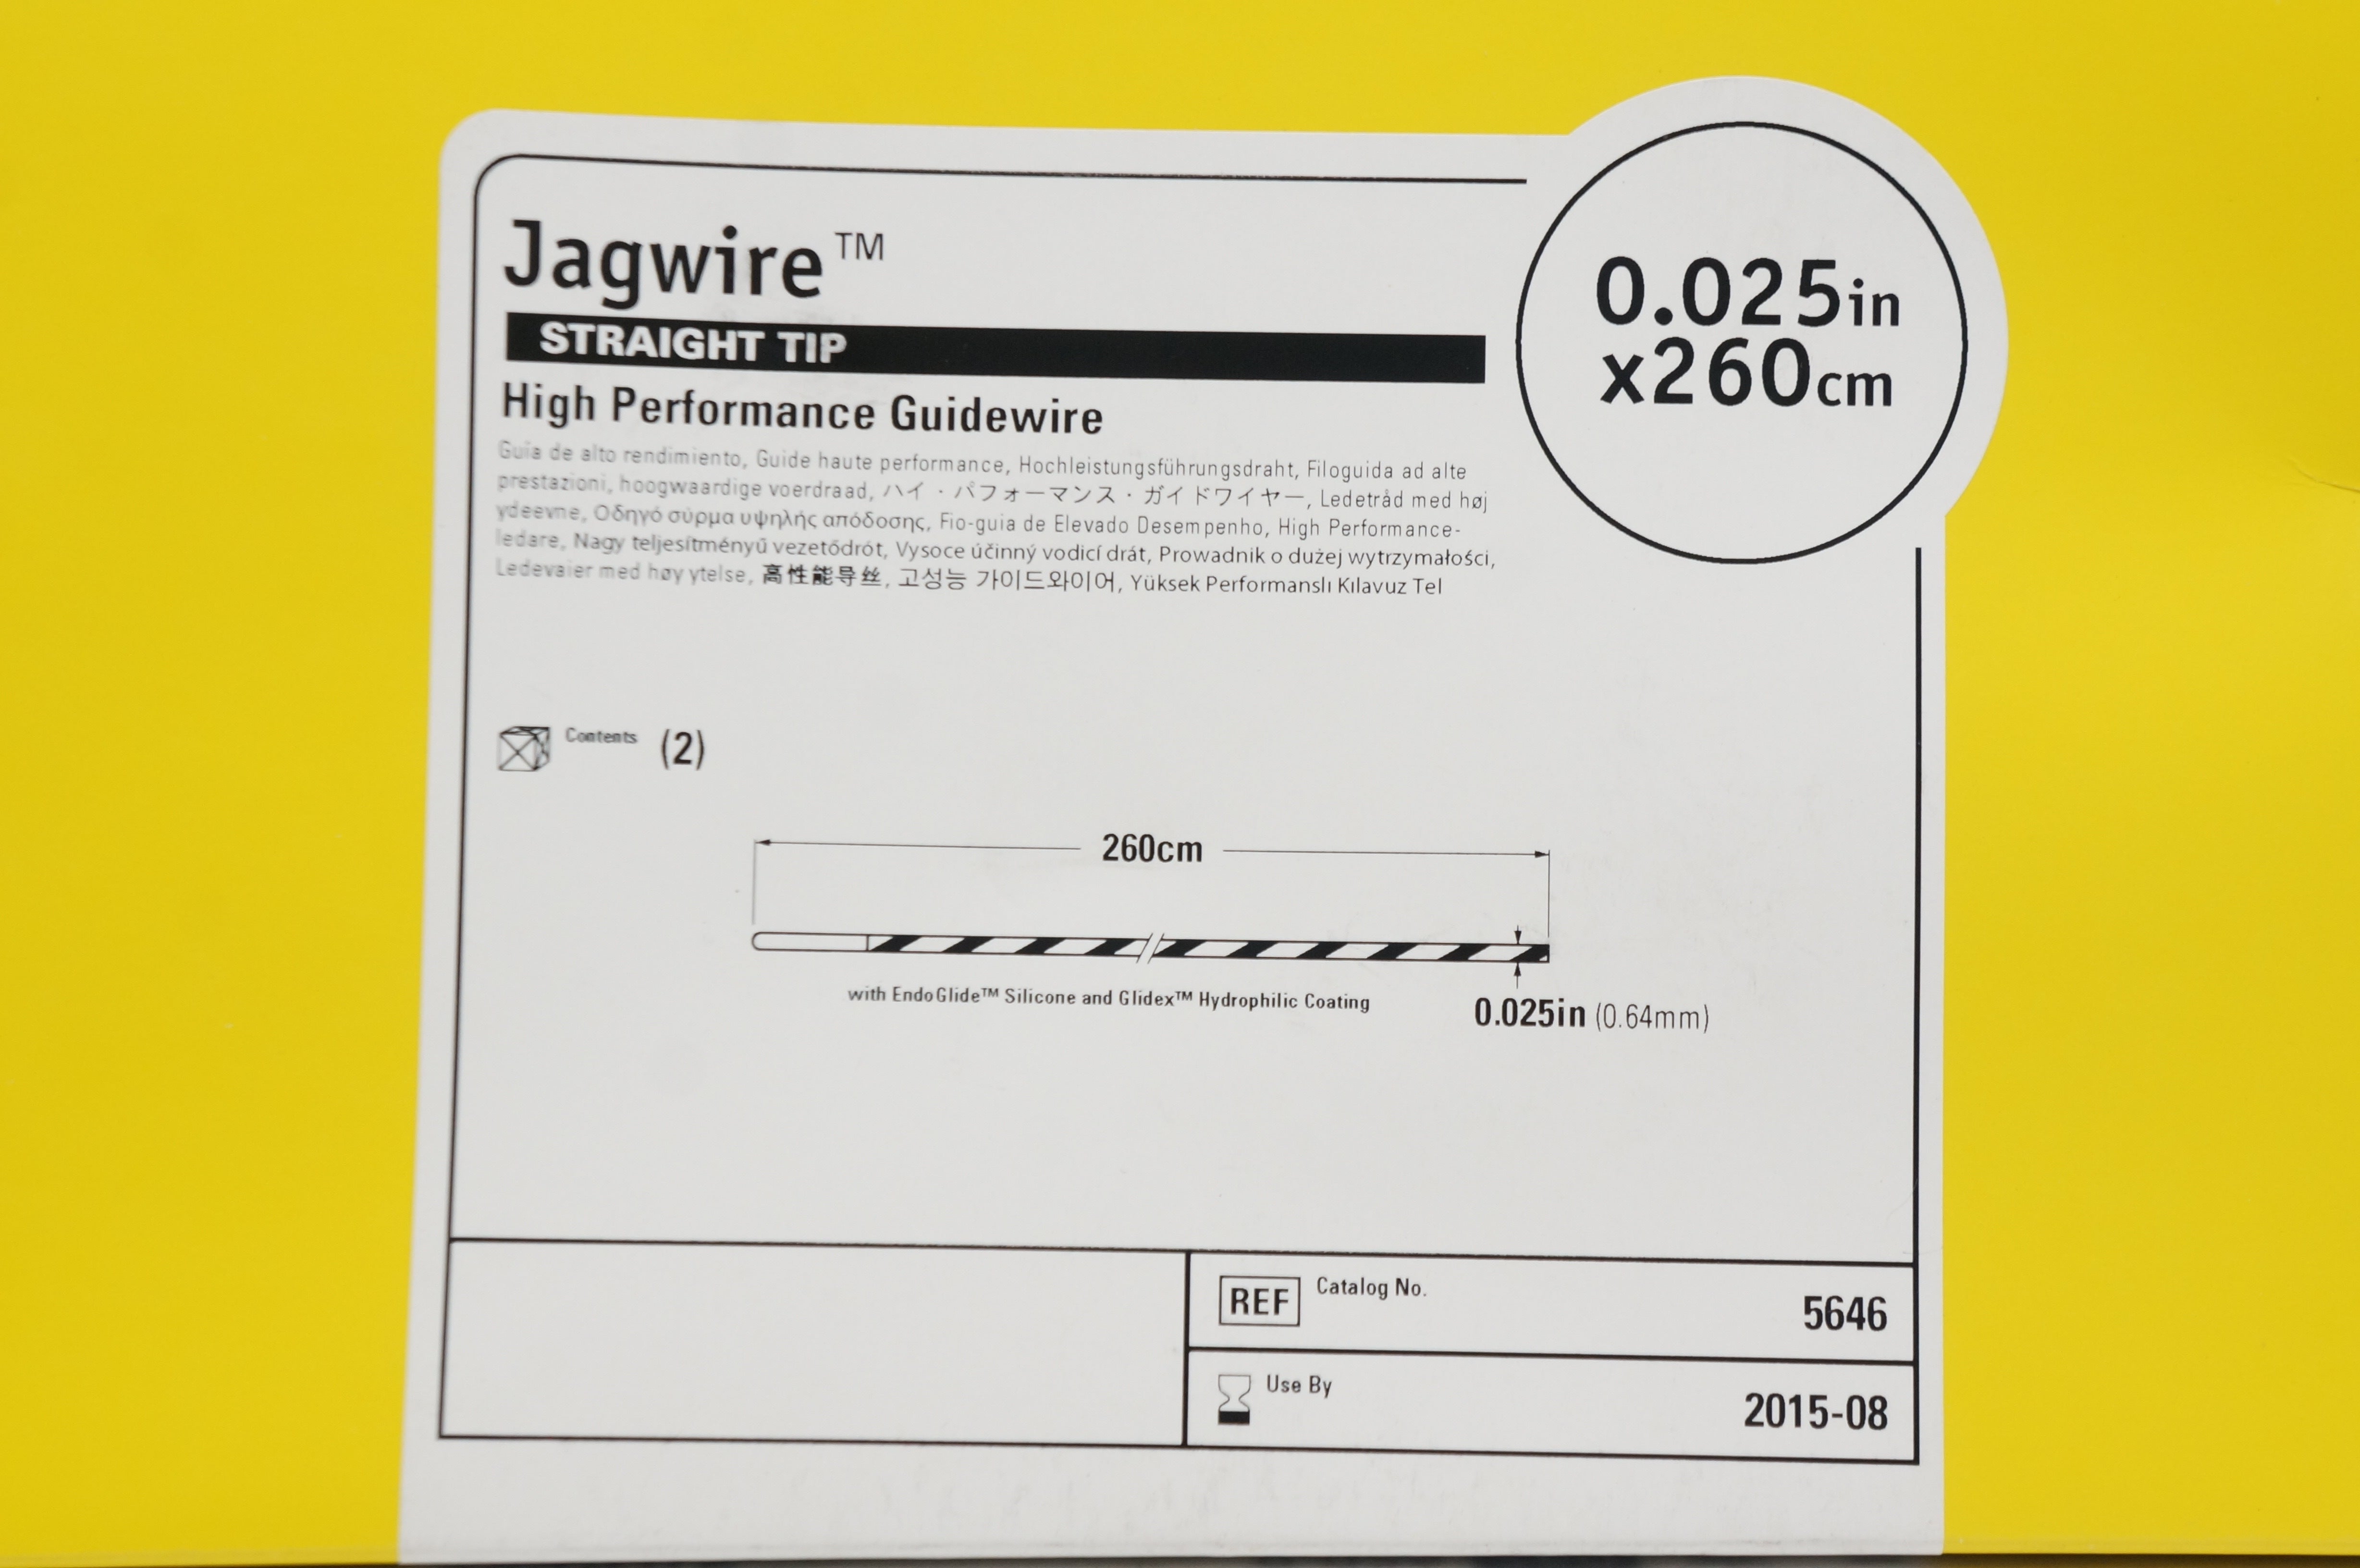 Jagwire™
STRAIGHT TIP
High Performance Guidewire
0.025in
x260cm
Guía de alto rendimiento, Guide haute performance, Hochleistungsführungsdraht, Filoguida ad alte
prestazioni, hoogwaardige voerdraad, ハイ・パフォーマンス・ガイドワイヤー, Ledetråd med høj
ydeevne, Οδηγό σύρμα υψηλής απόδοσης, Fio-guia de Elevado Desempenho, High Performance-
ledare, Nagy teljesítményű vezetődrót, Vysoce účinný vodicí drát, Prowadnik o dużej wytrzymałości,
Ledevaier med høy ytelse, 高性能导丝, 고성능 가이드와이어, Yüksek Performanslı Kılavuz Tel
Contents (2)
260cm
with EndoGlide™ Silicone and Glidex™ Hydrophilic Coating
0.025in (0.64mm)
REF Catalog No. 5646
Use By 2015-08